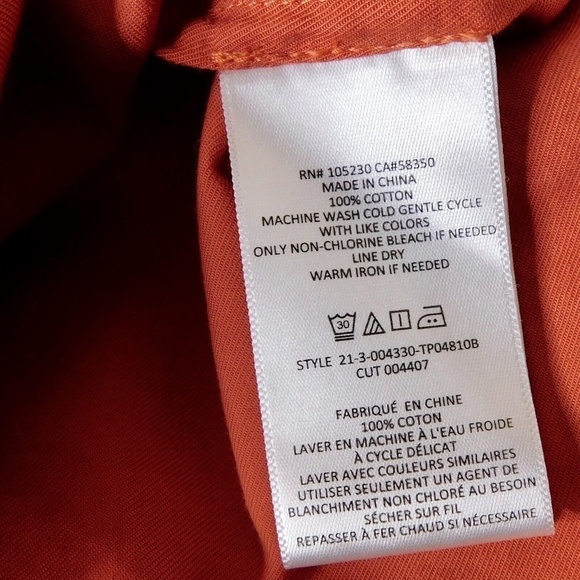 RN# 105230 CA#58350
MADE IN CHINA
100% COTTON
MACHINE WASH COLD GENTLE CYCLE
WITH LIKE COLORS
ONLY NON-CHLORINE BLEACH IF NEEDED
LINE DRY
WARM IRON IF NEEDED
30
STYLE 21-3-004330-TP04810B
CUT 004407
FABRIQUÉ EN CHINE
100% COTON
LAVER EN MACHINE À L'EAU FROIDE
À CYCLE DÉLICAT
LAVER AVEC COULEURS SIMILAIRES
UTILISER SEULEMENT UN AGENT DE
BLANCHIMENT NON CHLORÉ AU BESOIN
SÉCHER SUR FIL
REPASSER À FER CHAUD SI NÉCESSAIRE